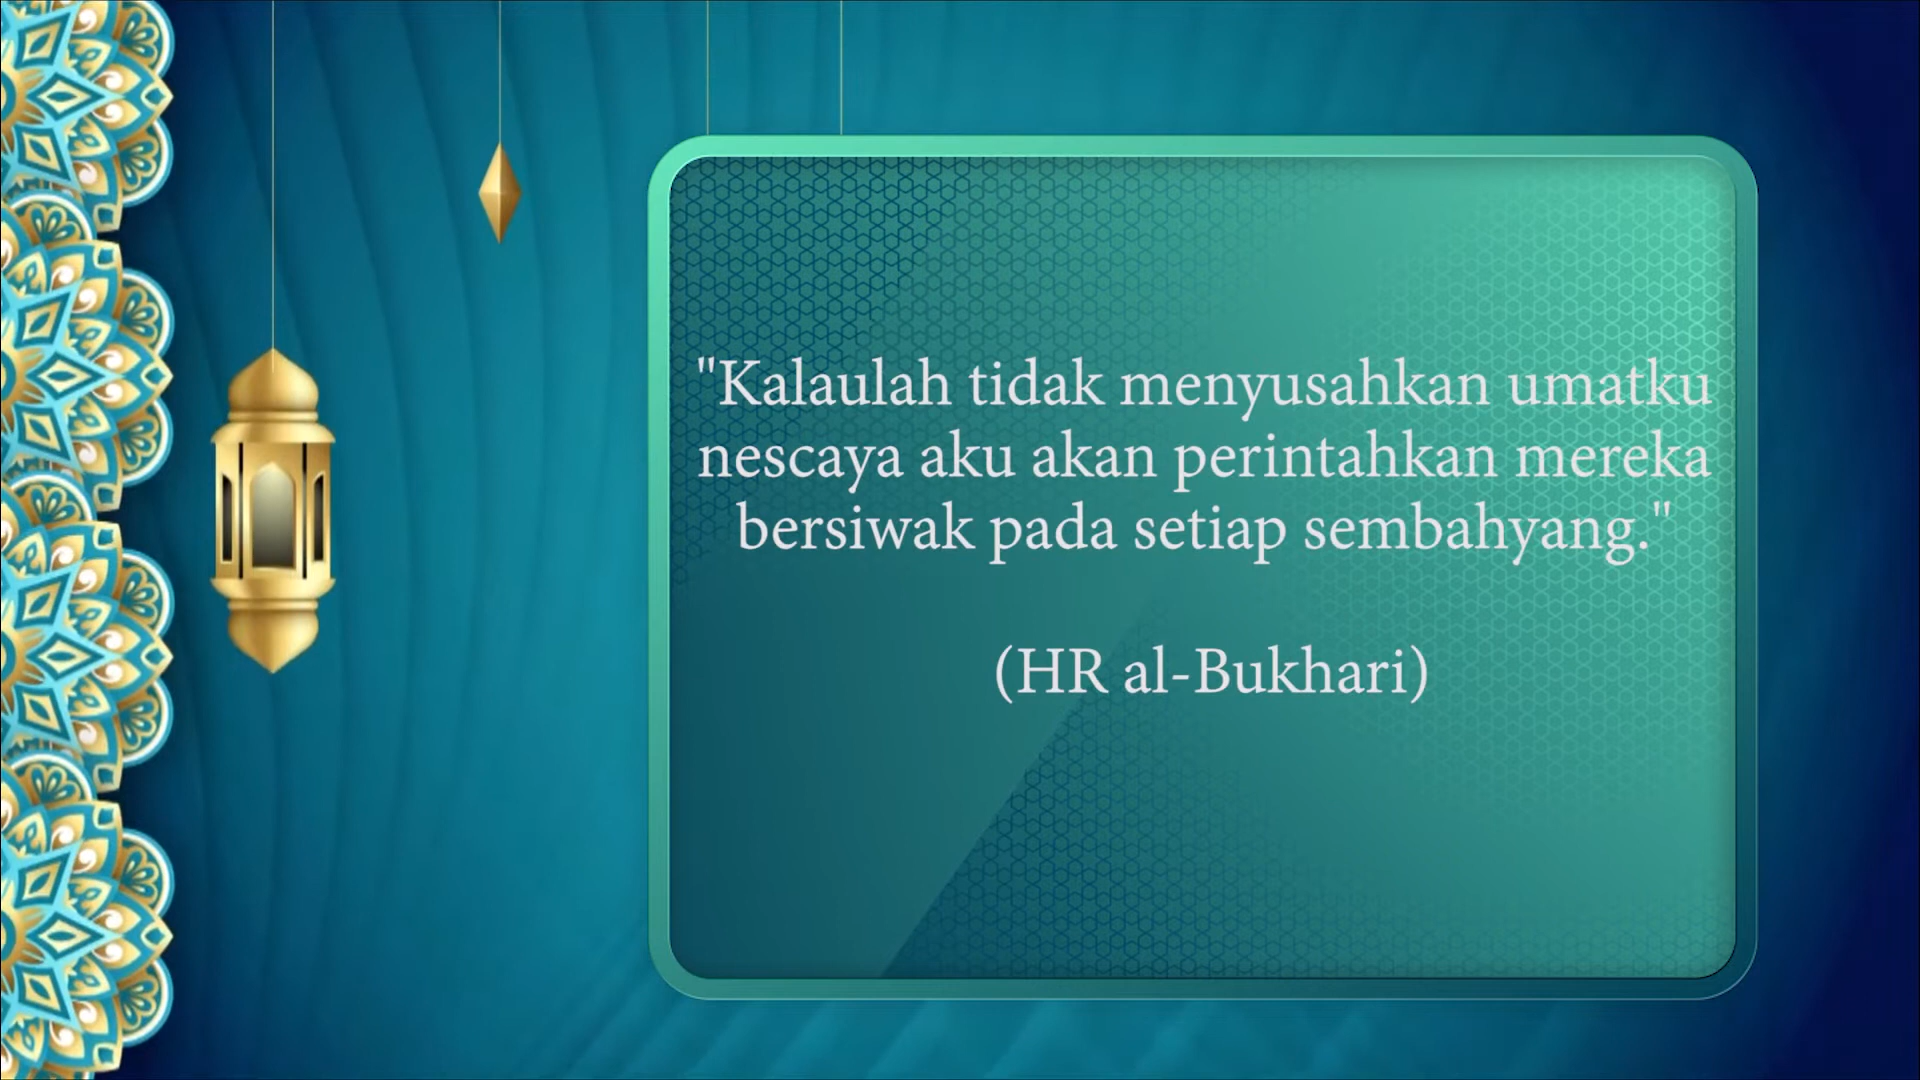 "Kalaulah tidak menyusahkan umatku
nescaya aku akan perintahkan mereka
bersiwak pada setiap sembahyang."
(HR al-Bukhari)